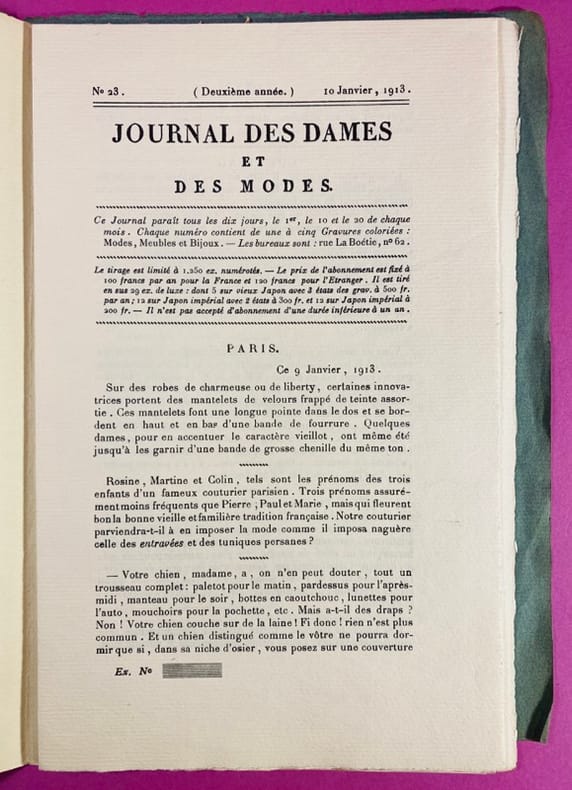 No 23.
(Deuxième année.)
10 Janvier, 1913.
JOURNAL DES DAMES
ET
DES MODES.
Ce Journal paraît tous les dix jours, le 1er, le 10 et le 20 de chaque
mois. Chaque numéro contient de une à cinq Gravures coloriées :
Modes, Meubles et Bijoux. — Les bureaux sont : rue La Boétie, no 62.
Le tirage est limité à 1.250 ex. numérotés. — Le prix de l'abonnement est fixé à
100 francs par an pour la France et 120 francs pour l'Etranger. Il est tiré
en sus 29 ex. de luxe : dont 5 sur vieux Japon avec 3 états des grav. à 500 fr.
par an ; 12 sur Japon impérial avec 2 états à 300 fr. et 12 sur Japon impérial à
200 fr. — Il n'est pas accepté d'abonnement d'une durée inférieure à un an.
PARIS.
Ce 9 Janvier, 1913.
Sur des robes de charmeuse ou de liberty, certaines innova-
trices portent des mantelets de velours frappé de teinte assor-
tie. Ces mantelets font une longue pointe dans le dos et se bor-
dent en haut et en bas d'une bande de fourrure. Quelques
dames, pour en accentuer le caractère vieillot, ont même été
jusqu'à les garnir d'une bande de grosse chenille du même ton.
Rosine, Martine et Colin, tels sont les prénoms des trois
enfants d'un fameux couturier parisien. Trois prénoms assuré-
ment moins fréquents que Pierre, Paul et Marie, mais qui fleurent
bon la bonne vieille et familière tradition française. Notre couturier
parviendra-t-il à en imposer la mode comme il imposa naguère
celle des entravées et des tuniques persanes ?
— Votre chien, madame, a, on n'en peut douter, tout un
trousseau complet : paletot pour le matin, pardessus pour l'après-
midi, manteau pour le soir, bottes en caoutchouc, lunettes pour
l'auto, mouchoirs pour la pochette, etc. Mais a-t-il des draps ?
Non ! Votre chien couche sur de la laine ! Fi donc ! rien n'est plus
commun. Et un chien distingué comme le vôtre ne pourra dor-
mir que si, dans sa niche d'osier, vous posez sur une couverture
Ex. No